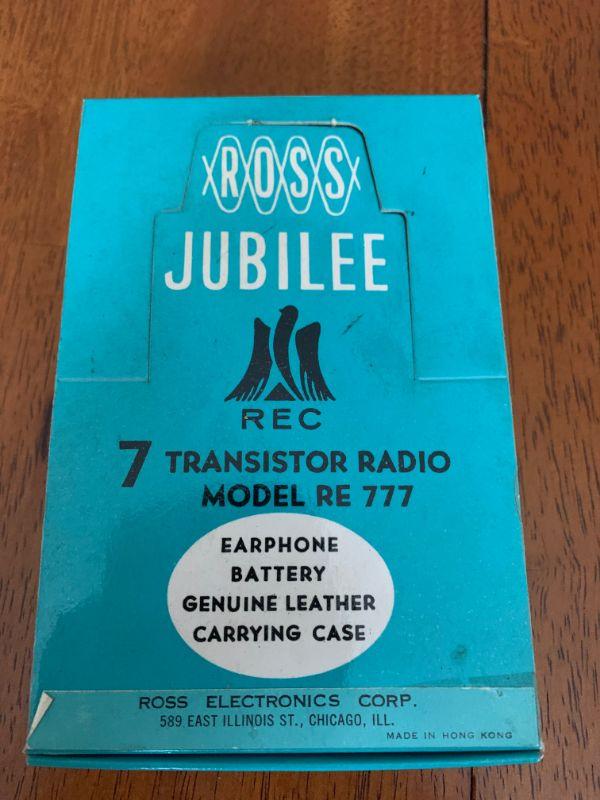 ROSS
JUBILEE
REC
7 TRANSISTOR RADIO
MODEL RE 777
EARPHONE
BATTERY
GENUINE LEATHER
CARRYING CASE
ROSS ELECTRONICS CORP.
589 EAST ILLINOIS ST., CHICAGO, ILL.
MADE IN HONG KONG